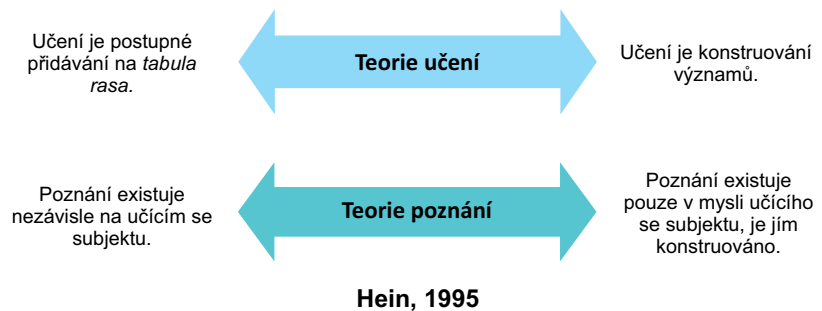 Učení je postupné
přidávání na tabula
rasa.
Teorie učení
Učení je konstruování
významů.
Poznání existuje
nezávisle na učícím se
subjektu.
Teorie poznání
Poznání existuje
pouze v mysli učícího
se subjektu, je jím
konstruováno.
Hein, 1995